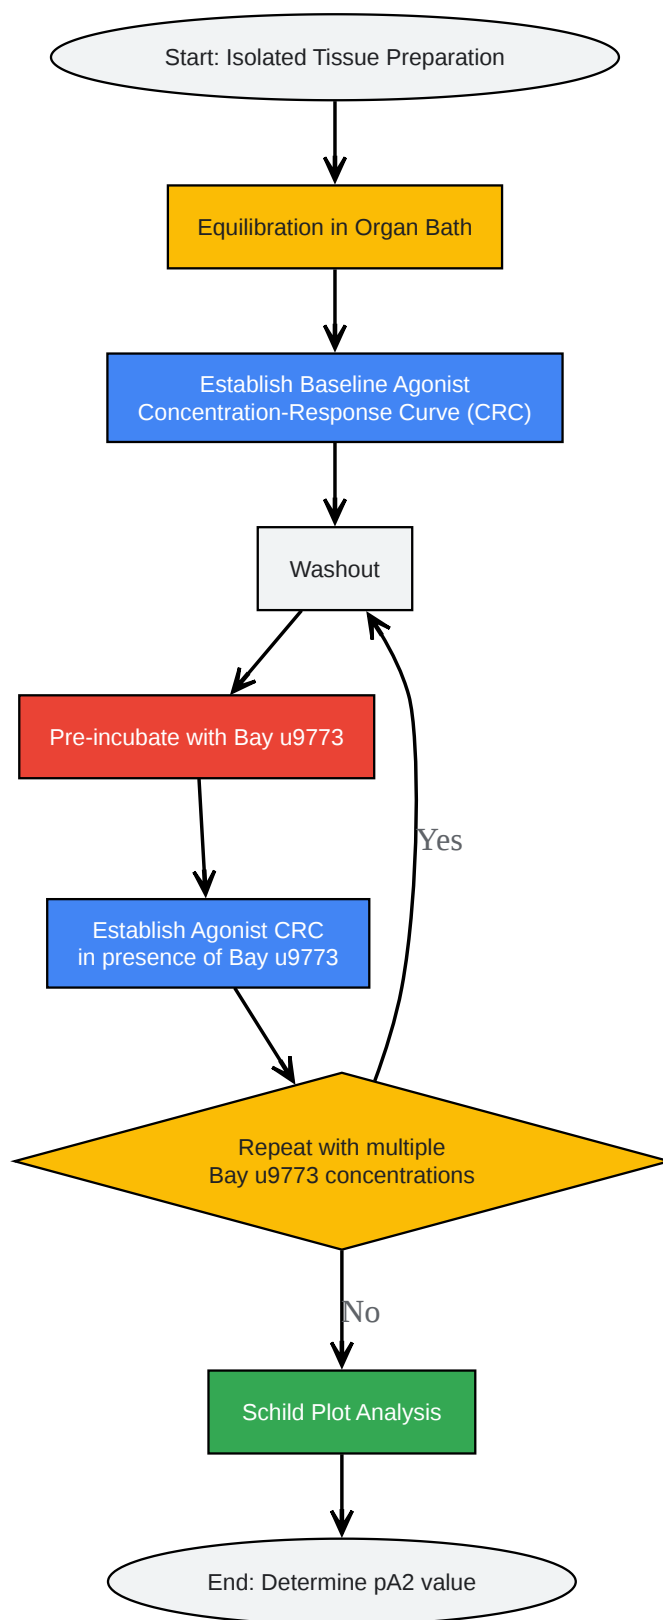 Start: Isolated Tissue Preparation
Equilibration in Organ Bath
Establish Baseline Agonist
Concentration-Response Curve (CRC)
Washout
Pre-incubate with Bay u9773
Yes
Establish Agonist CRC
in presence of Bay u9773
Repeat with multiple
Bay u9773 concentrations
No
Schild Plot Analysis
End: Determine pA2 value